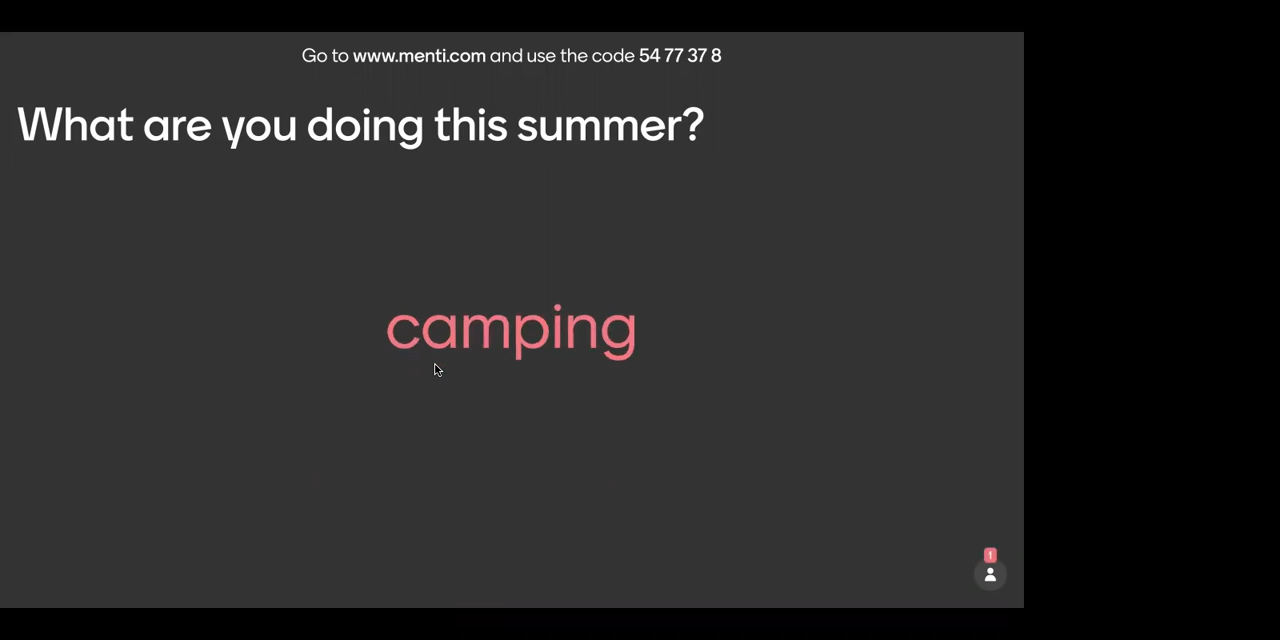 Go to www.menti.com and use the code 54 77 37 8
What are you doing this summer?
camping
1